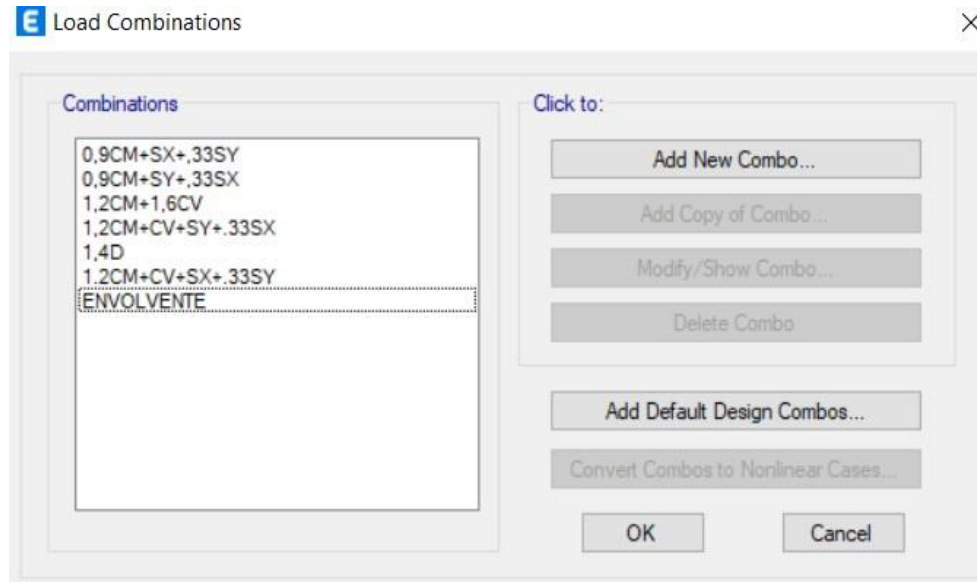 E Load Combinations
Combinations
0,9CM+SX+,33SY
0,9CM+SY+,33SX
1,2CM+1,6CV
1,2CM+CV+SY+.33SX
1,4D
1.2CM+CV+SX+.33SY
ENVOLVENTE
Click to:
Add New Combo...
Add Copy of Combo...
Modify/Show Combo...
Delete Combo
Add Default Design Combos...
Convert Combos to Nonlinear Cases...
OK
Cancel